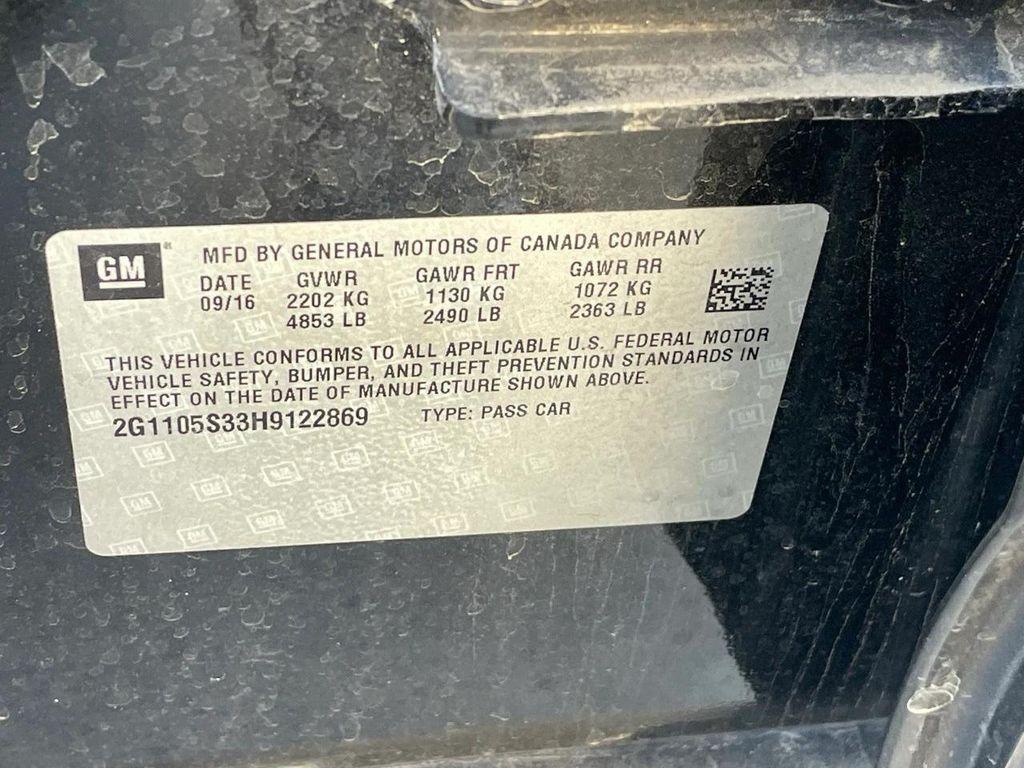 GM MFD BY GENERAL MOTORS OF CANADA COMPANY
DATE GVWR GAWR FRT GAWR RR
09/16 2202 KG 1130 KG 1072 KG
4853 LB 2490 LB 2363 LB
THIS VEHICLE CONFORMS TO ALL APPLICABLE U.S. FEDERAL MOTOR
VEHICLE SAFETY, BUMPER, AND THEFT PREVENTION STANDARDS IN
EFFECT ON THE DATE OF MANUFACTURE SHOWN ABOVE.
2G1105S33H9122869 TYPE: PASS CAR